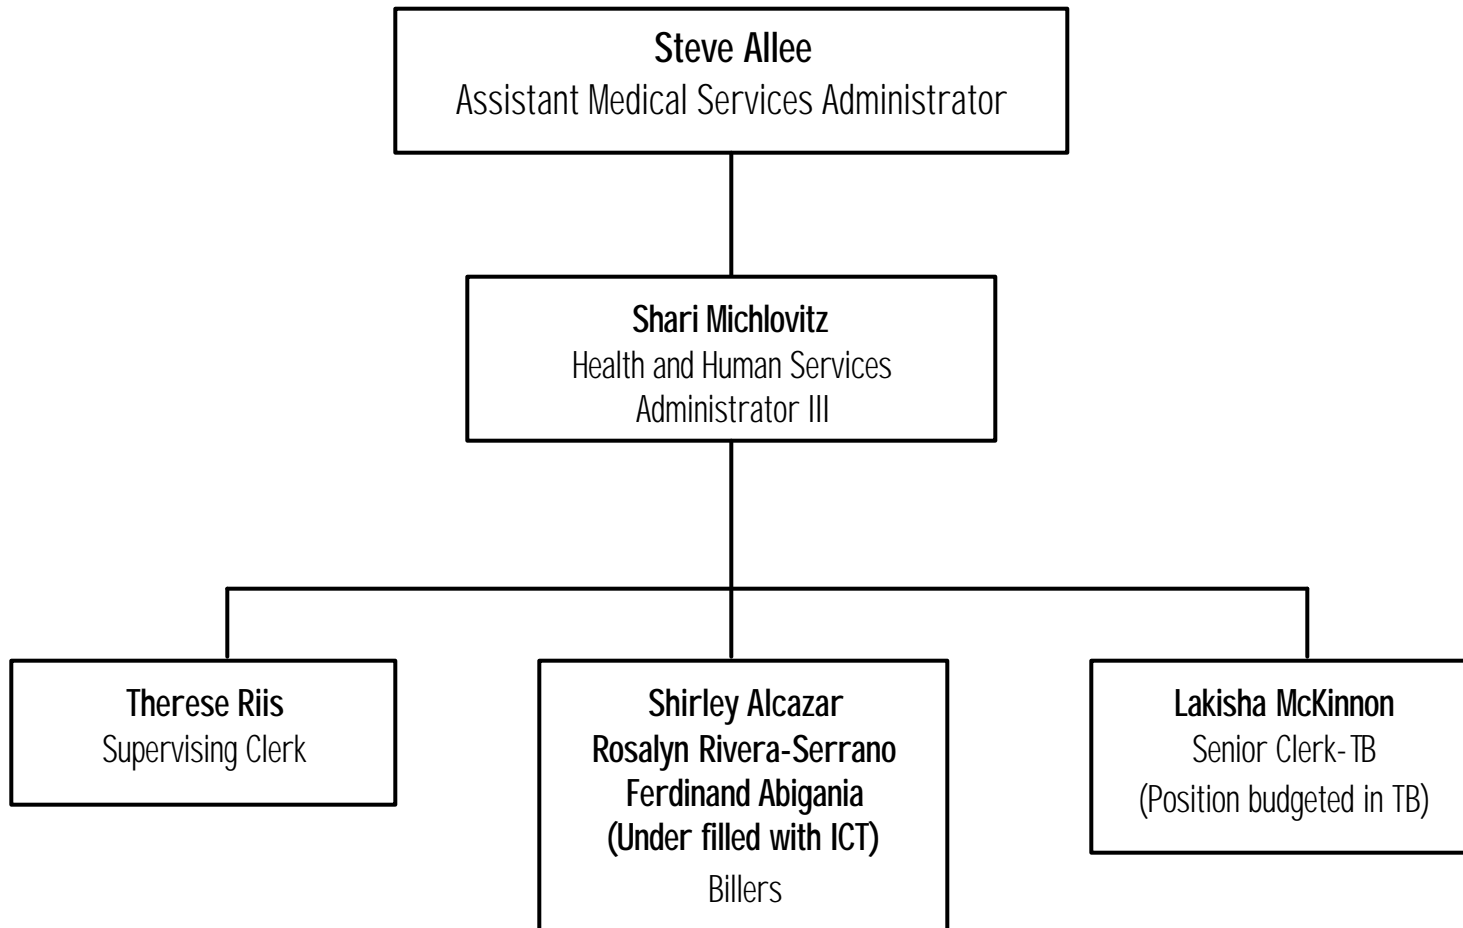 Steve Allee
Assistant Medical Services Administrator
Shari Michlovitz
Health and Human Services
Administrator III
Therese Riis
Supervising Clerk
Shirley Alcazar
Rosalyn Rivera-Serrano
Ferdinand Abigania
(Under filled with ICT)
Billers
Lakisha McKinnon
Senior Clerk-TB
(Position budgeted in TB)